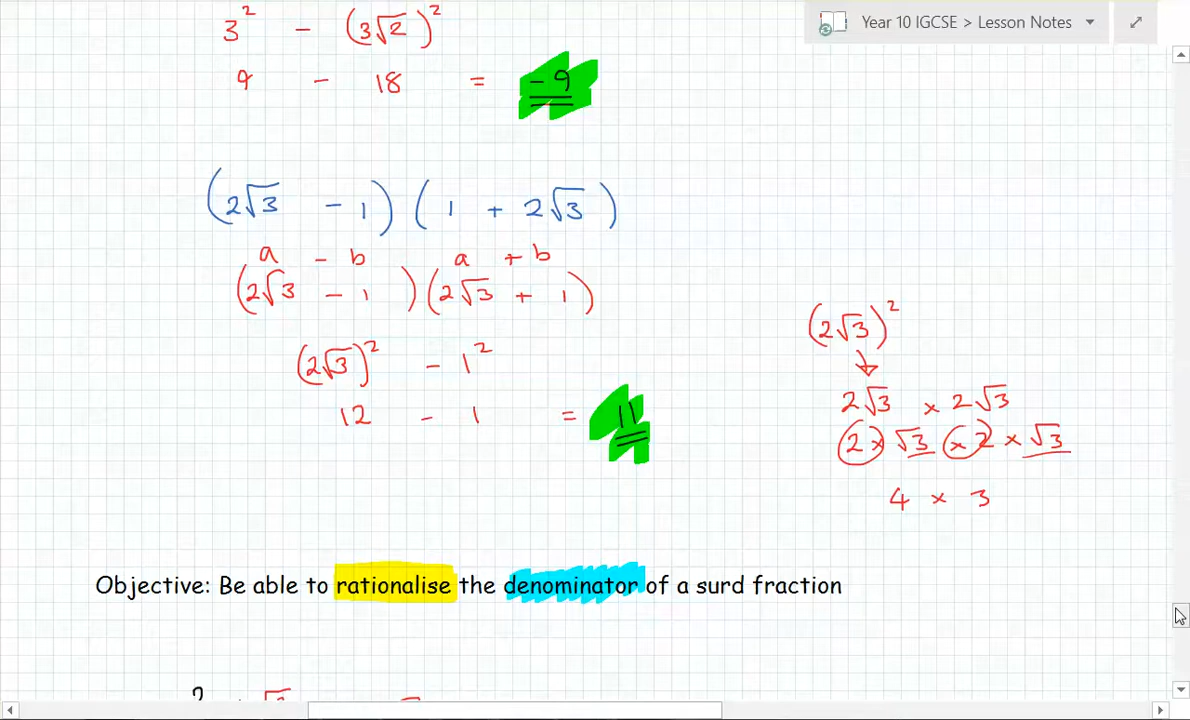 Year 10 IGCSE > Lesson Notes
3² - (3√2)²
9 - 18 = -9
(2√3 - 1)(1 + 2√3)
a - b a + b
(2√3 - 1)(2√3 + 1)
(2√3)² - 1²
12 - 1 = 11
(2√3)²
2√3 × 2√3
2 × √3 × 2 × √3
4 × 3
Objective: Be able to rationalise the denominator of a surd fraction